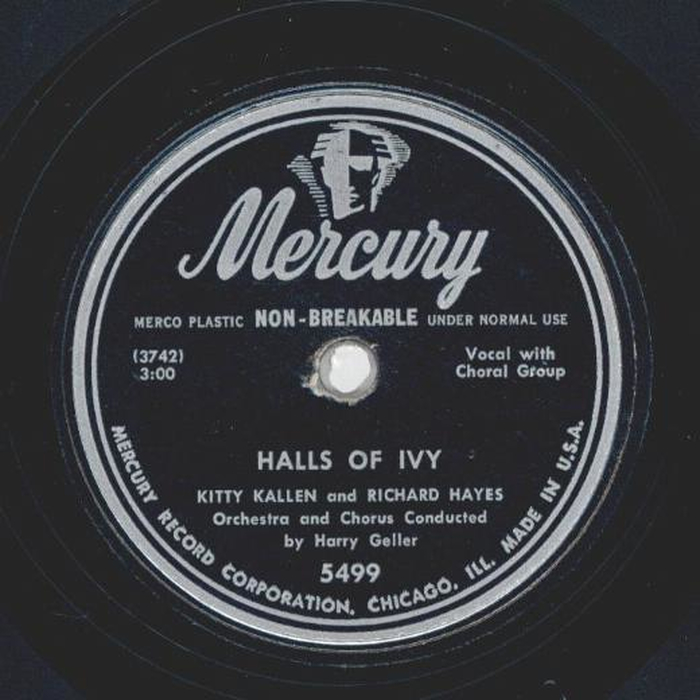 Mercury
MERCO PLASTIC NON-BREAKABLE UNDER NORMAL USE
(3742)
3:00
Vocal with
Choral Group
HALLS OF IVY
KITTY KALLEN and RICHARD HAYES
Orchestra and Chorus Conducted
by Harry Geller
5499
MERCURY RECORD CORPORATION, CHICAGO, ILL. MADE IN U.S.A.